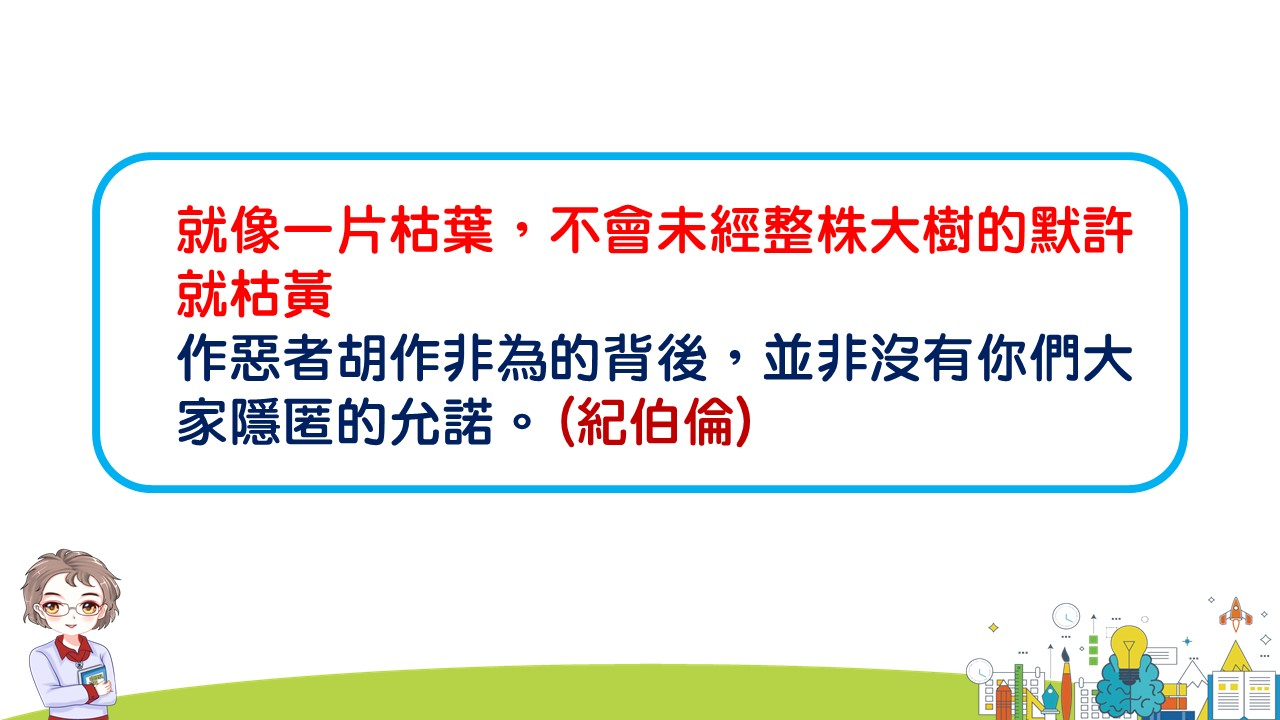 就像一片枯葉，不會未經整株大樹的默許
就枯黃
作惡者胡作非為的背後，並非沒有你們大
家隱匿的允諾。(紀伯倫)